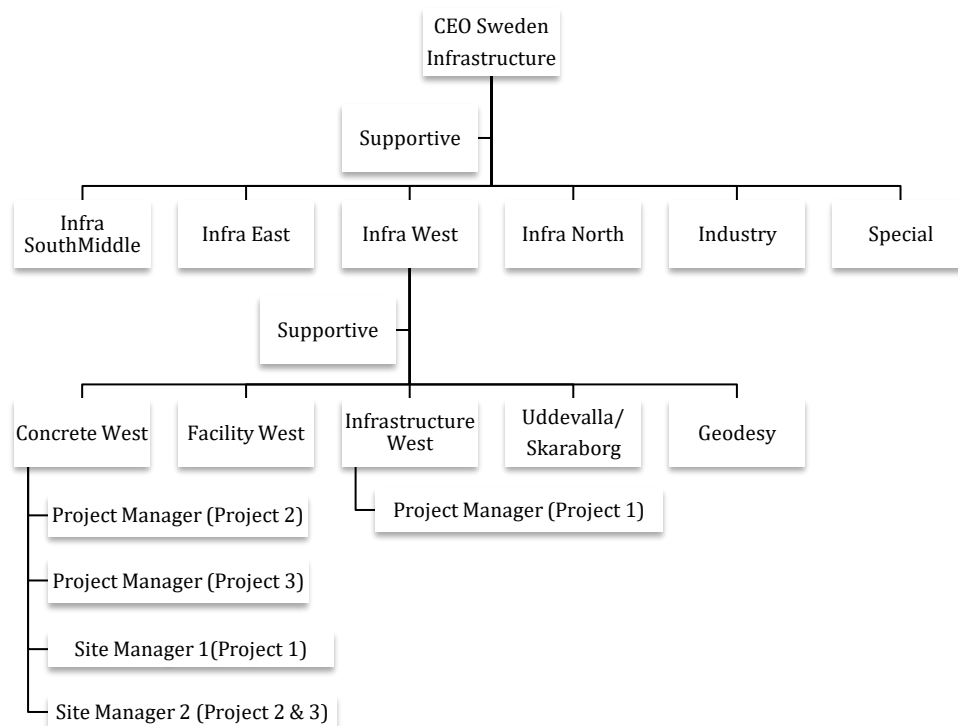 CEO Sweden
Infrastructure
Supportive
Infra
SouthMiddle
Infra East
Infra West
Infra North
Industry
Special
Supportive
Concrete West
Facility West
Infrastructure
West
Uddevalla/
Skaraborg
Geodesy
Project Manager (Project 2)
Project Manager (Project 1)
Project Manager (Project 3)
Site Manager 1(Project 1)
Site Manager 2 (Project 2 & 3)